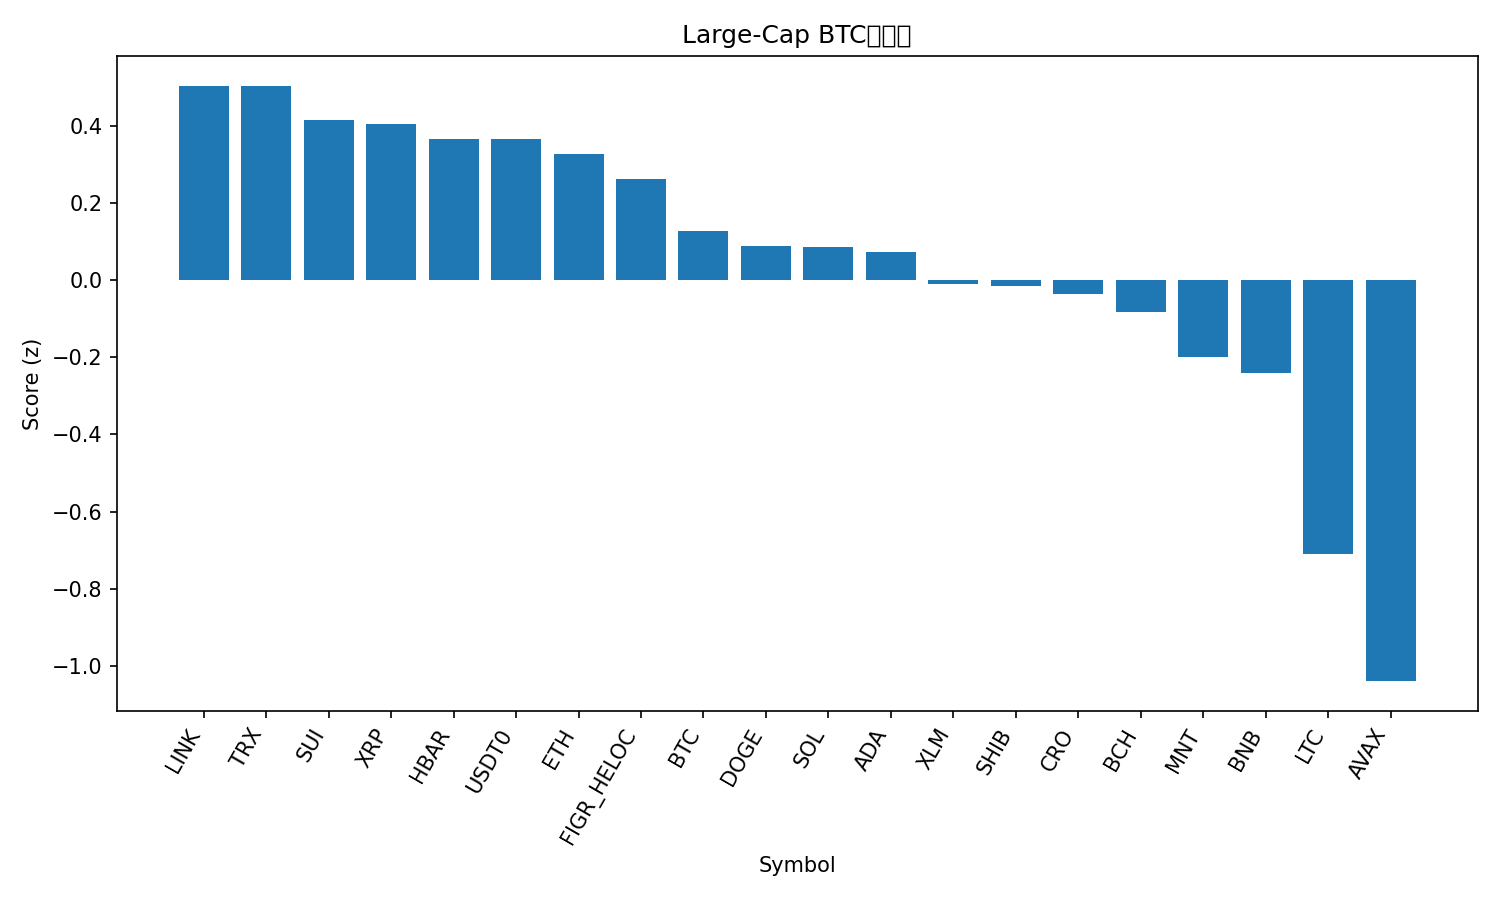 Large-Cap BTC
0.4
0.2
0.0
−0.2
−0.4
−0.6
−0.8
−1.0
Score (z)
LINK
TRX
SUI
XRP
HBAR
USDT0
ETH
FIGR_HELOC
BTC
DOGE
SOL
ADA
XLM
SHIB
CRO
BCH
MNT
BNB
LTC
AVAX
Symbol